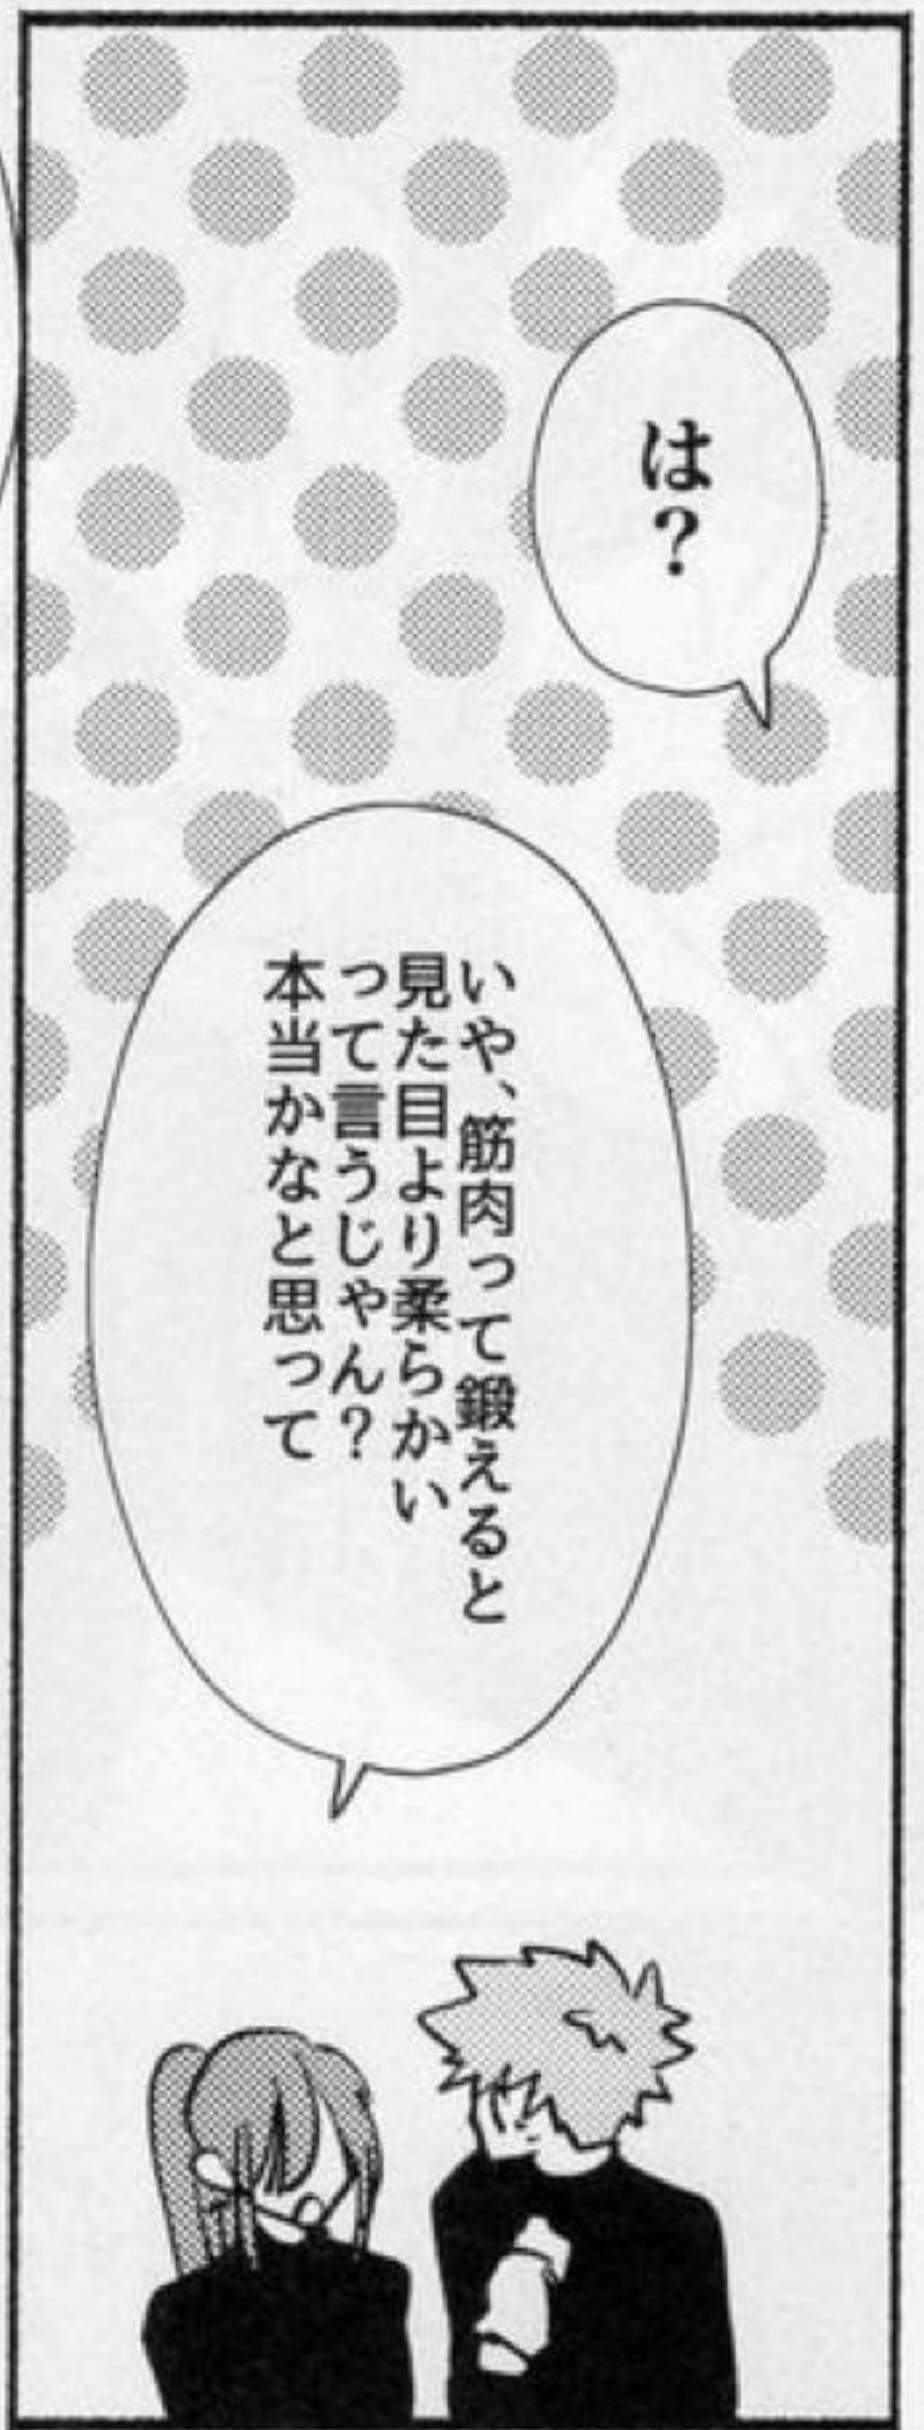 は?
いや、筋肉って鍛えると
見た目より柔らかい
って言うじゃん?
本当かなと思って